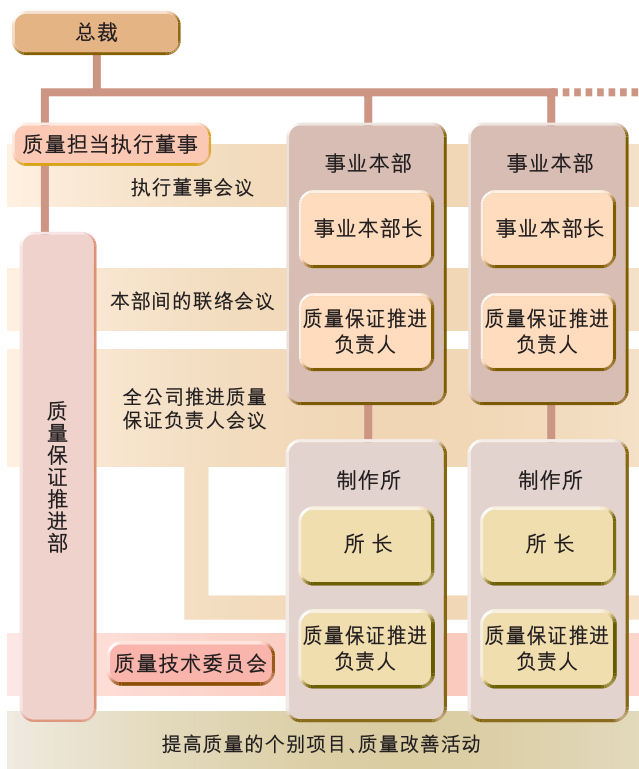 总裁
质量担当执行董事
执行董事会议
事业本部
事业本部
事业本部长
事业本部长
本部间的联络会议
质量保证推进
负责人
质量保证推进
负责人
全公司推进质量
保证负责人会议
质量保证推进部
制作所
制作所
所 长
所 长
质量保证推进
负责人
质量保证推进
负责人
质量技术委员会
提高质量的个别项目、质量改善活动